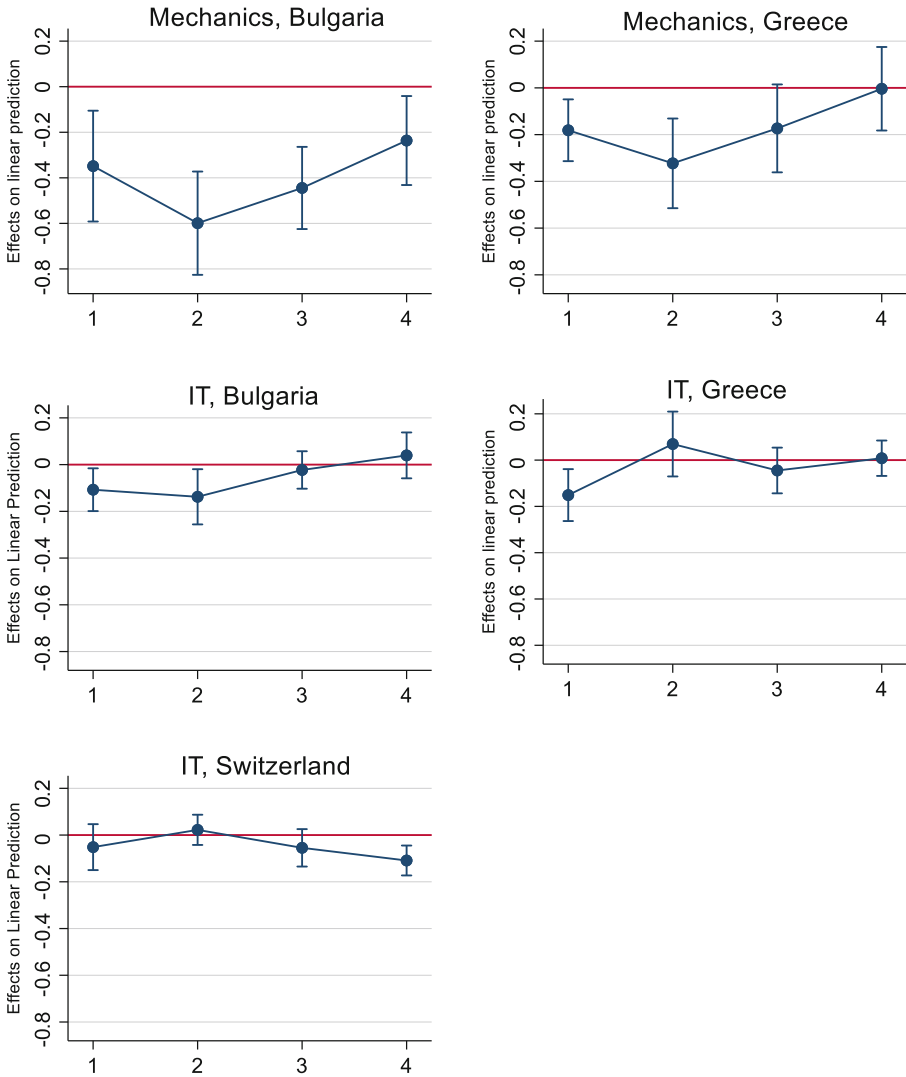 Mechanics, Bulgaria
Effects on linear prediction
0.2
0
-0.2
-0.4
-0.6
-0.8
1 2 3 4
Mechanics, Greece
Effects on linear prediction
0.2
0
-0.2
-0.4
-0.6
-0.8
1 2 3 4
IT, Bulgaria
Effects on Linear Prediction
0.2
0
-0.2
-0.4
-0.6
-0.8
1 2 3 4
IT, Greece
Effects on linear prediction
0.2
0
-0.2
-0.4
-0.6
-0.8
1 2 3 4
IT, Switzerland
Effects on Linear Prediction
0.2
0
-0.2
-0.4
-0.6
-0.8
1 2 3 4